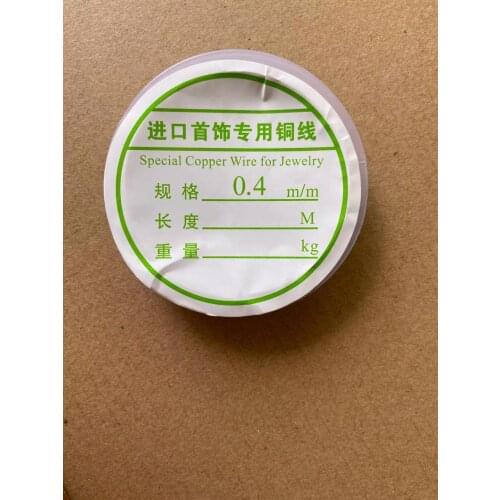 进口首饰专用铜线
Special Copper Wire for Jewelry
规格 0.4 m/m
长度 M
重量 kg